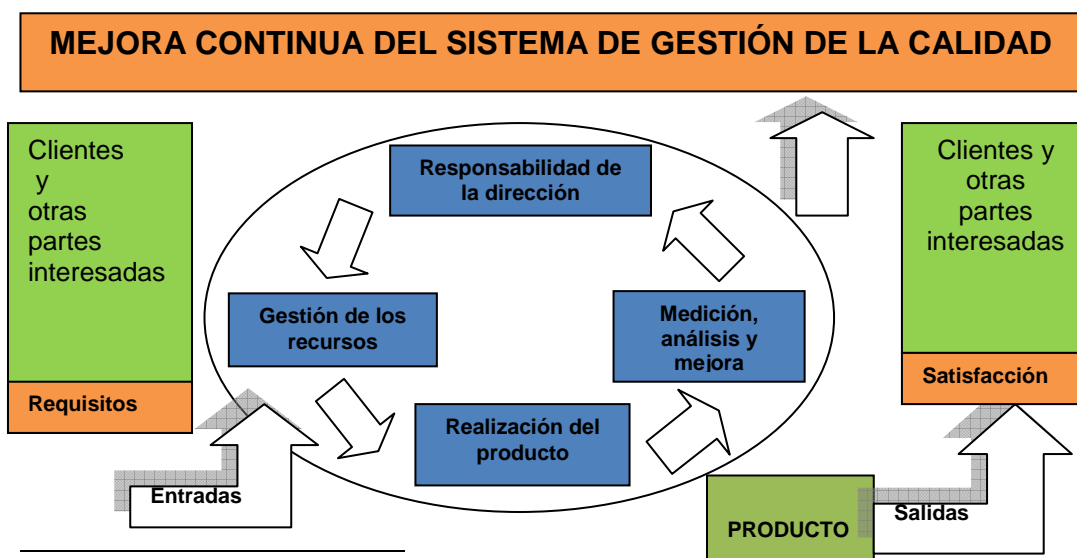 MEJORA CONTINUA DEL SISTEMA DE GESTIÓN DE LA CALIDAD
Clientes
y
otras
partes
interesadas
Requisitos
Entradas
Responsabilidad de
la dirección
Gestión de los
recursos
Medición,
análisis y
mejora
Realización del
producto
Clientes y
otras
partes
interesadas
Satisfacción
PRODUCTO
Salidas